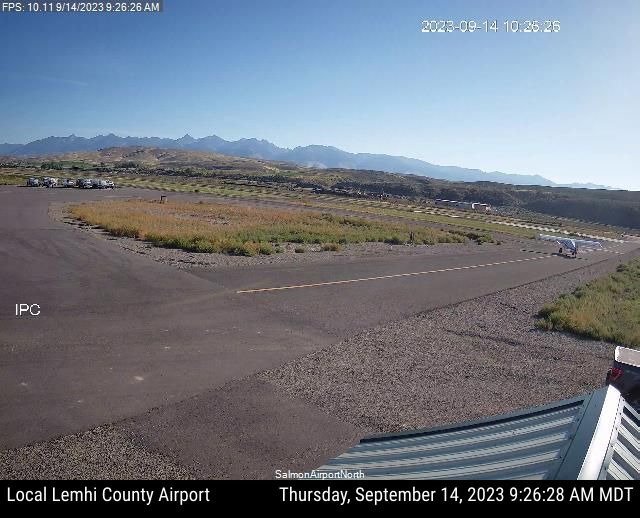 FPS: 10.11 9/14/2023 9:26:26 AM
2023-09-14 10:26:26
IPC
SalmonAirportNorth
Local Lemhi County Airport Thursday, September 14, 2023 9:26:28 AM MDT